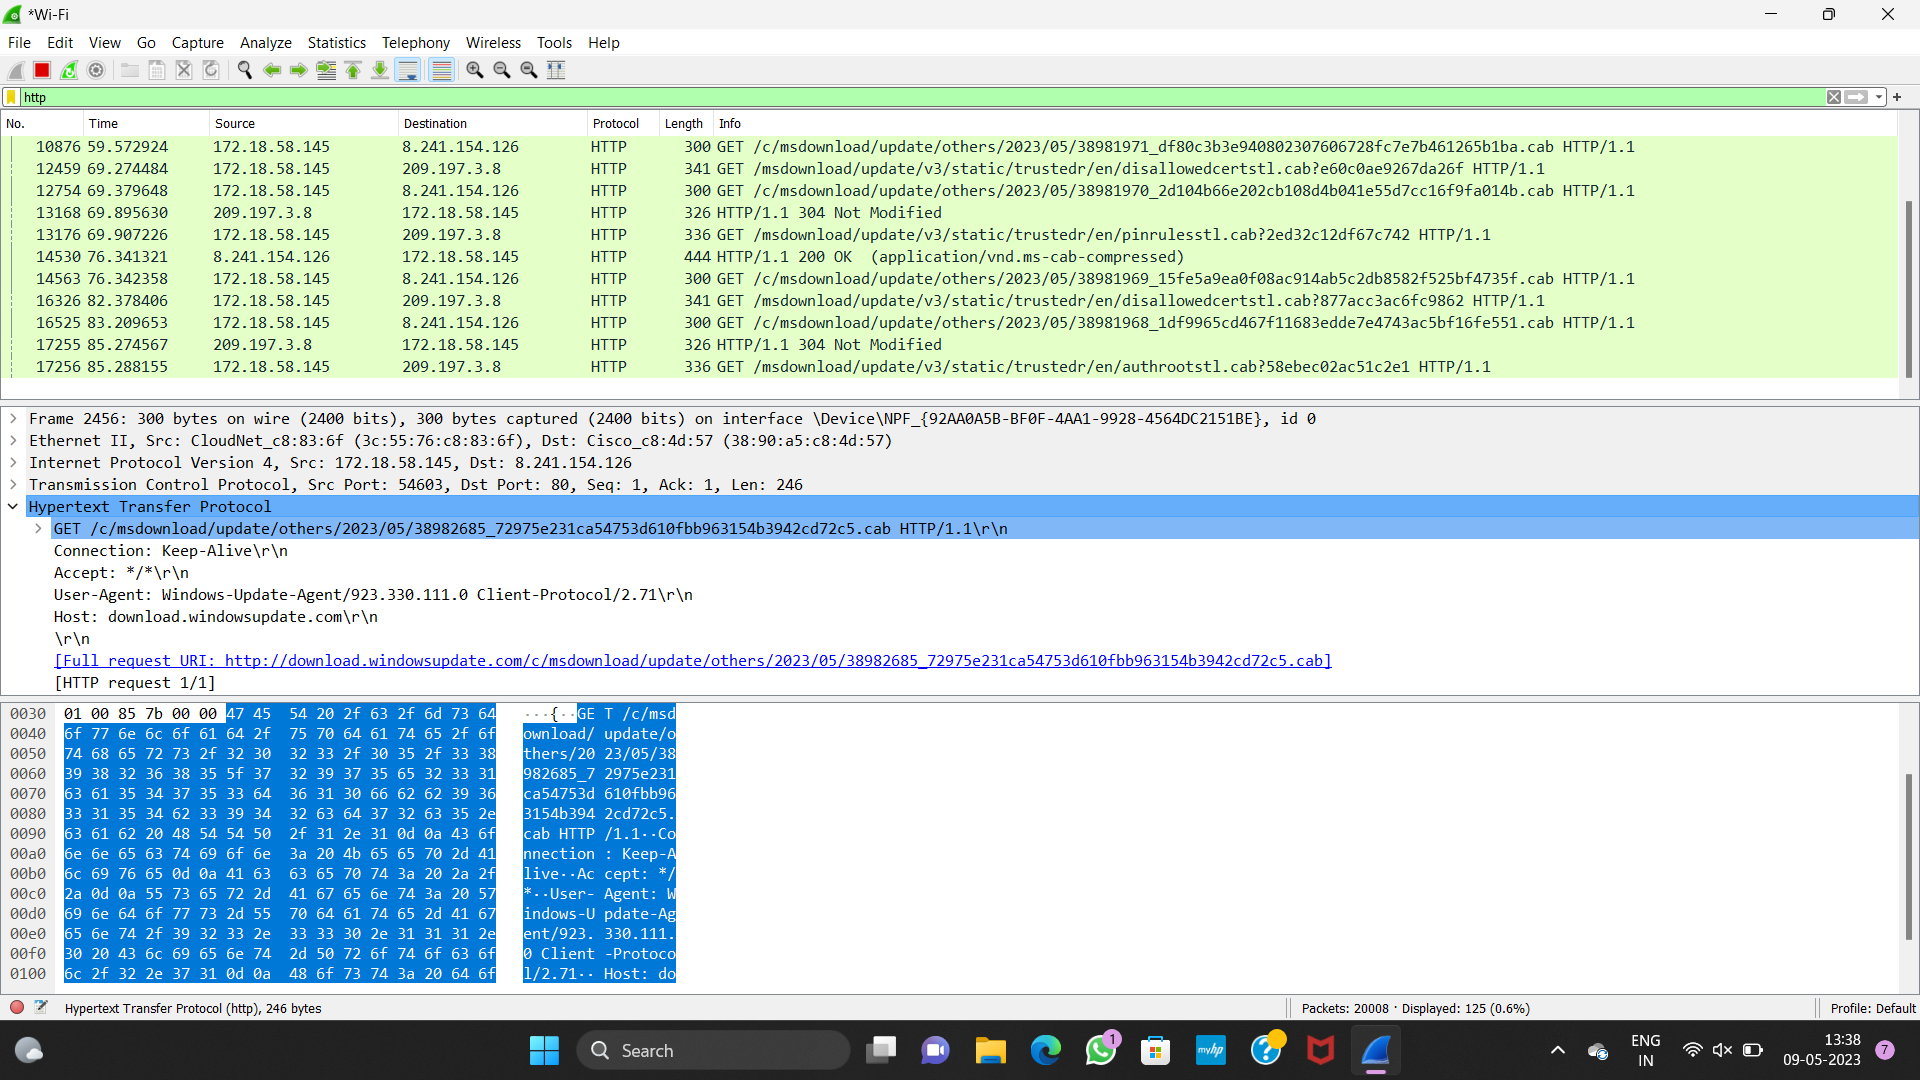 *Wi-Fi
File Edit View Go Capture Analyze Statistics Telephony Wireless Tools Help
http
No. Time Source Destination Protocol Length Info
10876 59.572924 172.18.58.145 8.241.154.126 HTTP 300 GET /c/msdownload/update/others/2023/05/38981971_df80c3b3e940802307606728fc7e7b461265b1ba.cab HTTP/1.1
12459 69.274484 172.18.58.145 209.197.3.8 HTTP 341 GET /msdownload/update/v3/static/trustedr/en/disallowedcertstl.cab?e60c0ae9267da26f HTTP/1.1
12754 69.379648 172.18.58.145 8.241.154.126 HTTP 300 GET /c/msdownload/update/others/2023/05/38981970_2d104b66e202cb108d4b041e55d7cc16f9fa014b.cab HTTP/1.1
13168 69.895630 209.197.3.8 172.18.58.145 HTTP 326 HTTP/1.1 304 Not Modified
13176 69.907226 172.18.58.145 209.197.3.8 HTTP 336 GET /msdownload/update/v3/static/trustedr/en/pinrulesstl.cab?2ed32c12df67c742 HTTP/1.1
14530 76.341321 8.241.154.126 172.18.58.145 HTTP 444 HTTP/1.1 200 OK (application/vnd.ms-cab-compressed)
14563 76.342358 172.18.58.145 8.241.154.126 HTTP 300 GET /c/msdownload/update/others/2023/05/38981969_15fe5a9ea0f08ac914ab5c2db8582f525bf4735f.cab HTTP/1.1
16326 82.378406 172.18.58.145 209.197.3.8 HTTP 341 GET /msdownload/update/v3/static/trustedr/en/disallowedcertstl.cab?877acc3ac6fc9862 HTTP/1.1
16525 83.209653 172.18.58.145 8.241.154.126 HTTP 300 GET /c/msdownload/update/others/2023/05/38981968_1df9965cd467f11683edde7e4743ac5bf16fe551.cab HTTP/1.1
17255 85.274567 209.197.3.8 172.18.58.145 HTTP 326 HTTP/1.1 304 Not Modified
17256 85.288155 172.18.58.145 209.197.3.8 HTTP 336 GET /msdownload/update/v3/static/trustedr/en/authrootstl.cab?58ebec02ac51c2e1 HTTP/1.1
Frame 2456: 300 bytes on wire (2400 bits), 300 bytes captured (2400 bits) on interface \Device\NPF_{92AA0A5B-BF0F-4AA1-9928-4564DC2151BE}, id 0
Ethernet II, Src: CloudNet_c8:83:6f (3c:55:76:c8:83:6f), Dst: Cisco_c8:4d:57 (38:90:a5:c8:4d:57)
Internet Protocol Version 4, Src: 172.18.58.145, Dst: 8.241.154.126
Transmission Control Protocol, Src Port: 54603, Dst Port: 80, Seq: 1, Ack: 1, Len: 246
Hypertext Transfer Protocol
GET /c/msdownload/update/others/2023/05/38982685_72975e231ca54753d610fbb963154b3942cd72c5.cab HTTP/1.1\r\n
Connection: Keep-Alive\r\n
Accept: */*\r\n
User-Agent: Windows-Update-Agent/923.330.111.0 Client-Protocol/2.71\r\n
Host: download.windowsupdate.com\r\n
\r\n
[Full request URI: http://download.windowsupdate.com/c/msdownload/update/others/2023/05/38982685_72975e231ca54753d610fbb963154b3942cd72c5.cab]
[HTTP request 1/1]
0030 01 00 85 7b 00 00 47 45 54 20 2f 63 2f 6d 73 64 ···{··GE T /c/msd
0040 6f 77 6e 6c 6f 61 64 2f 75 70 64 61 74 65 2f 6f ownload/ update/o
0050 74 68 65 72 73 2f 32 30 32 33 2f 30 35 2f 33 38 thers/20 23/05/38
0060 39 38 32 36 38 35 5f 37 32 39 37 35 65 32 33 31 982685_7 2975e231
0070 63 61 35 34 37 35 33 64 36 31 30 66 62 62 39 36 ca54753d 610fbb96
0080 33 31 35 34 62 33 39 34 32 63 64 37 32 63 35 2e 3154b394 2cd72c5.
0090 63 61 62 20 48 54 54 50 2f 31 2e 31 0d 0a 43 6f cab HTTP /1.1··Co
00a0 6e 6e 65 63 74 69 6f 6e 3a 20 4b 65 65 70 2d 41 nnection : Keep-A
00b0 6c 69 76 65 0d 0a 41 63 63 65 70 74 3a 20 2a 2f live··Ac cept: */
00c0 2a 0d 0a 55 73 65 72 2d 41 67 65 6e 74 3a 20 57 *··User- Agent: W
00d0 69 6e 64 6f 77 73 2d 55 70 64 61 74 65 2d 41 67 indows-U pdate-Ag
00e0 65 6e 74 2f 39 32 33 2e 33 33 30 2e 31 31 31 2e ent/923. 330.111.
00f0 30 20 43 6c 69 65 6e 74 2d 50 72 6f 74 6f 63 6f 0 Client -Protoco
0100 6c 2f 32 2e 37 31 0d 0a 48 6f 73 74 3a 20 64 6f l/2.71·· Host: do
Hypertext Transfer Protocol (http), 246 bytes Packets: 20008 · Displayed: 125 (0.6%) Profile: Default
Search 1 myhp ENG IN 13:38 09-05-2023 7